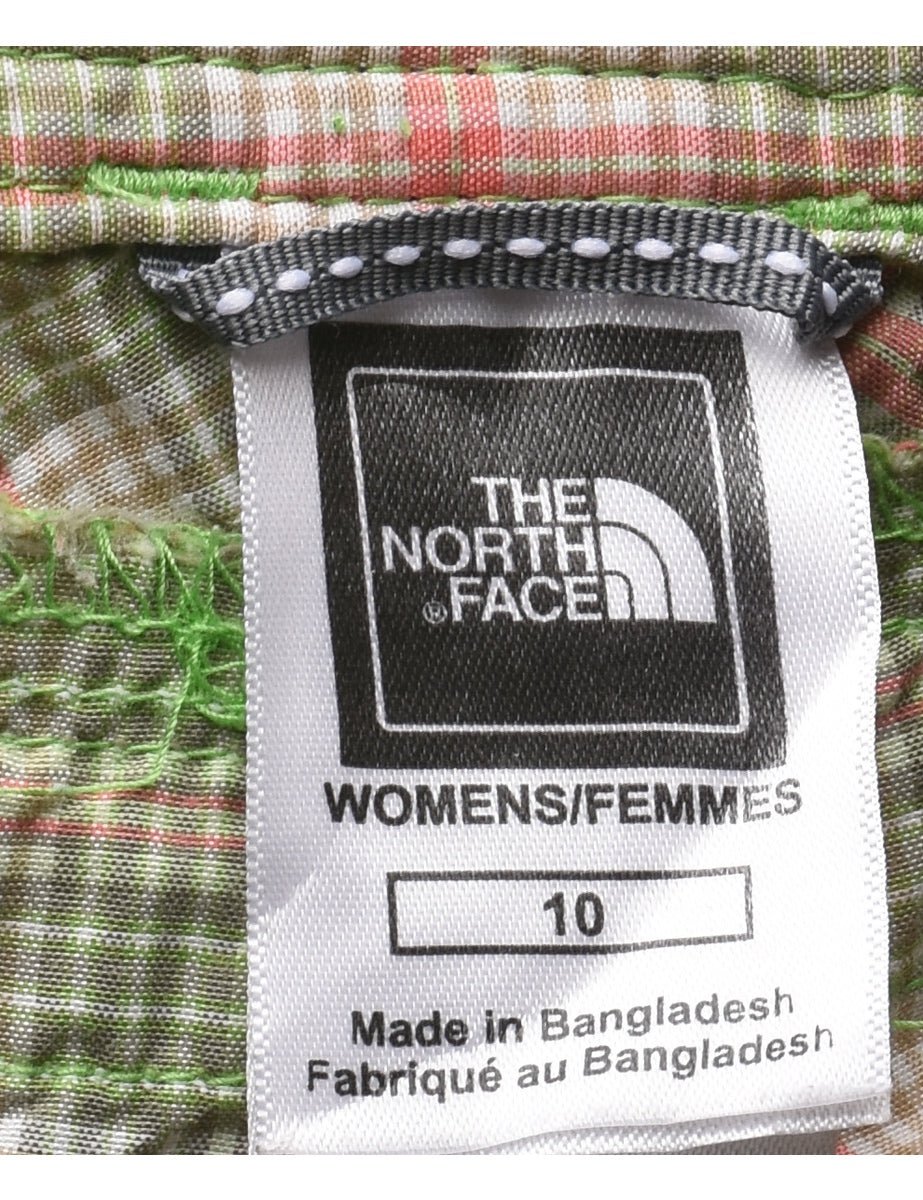 THE
NORTH
®FACE
WOMENS/FEMMES
10
Made in Bangladesh
Fabriqué au Bangladesh